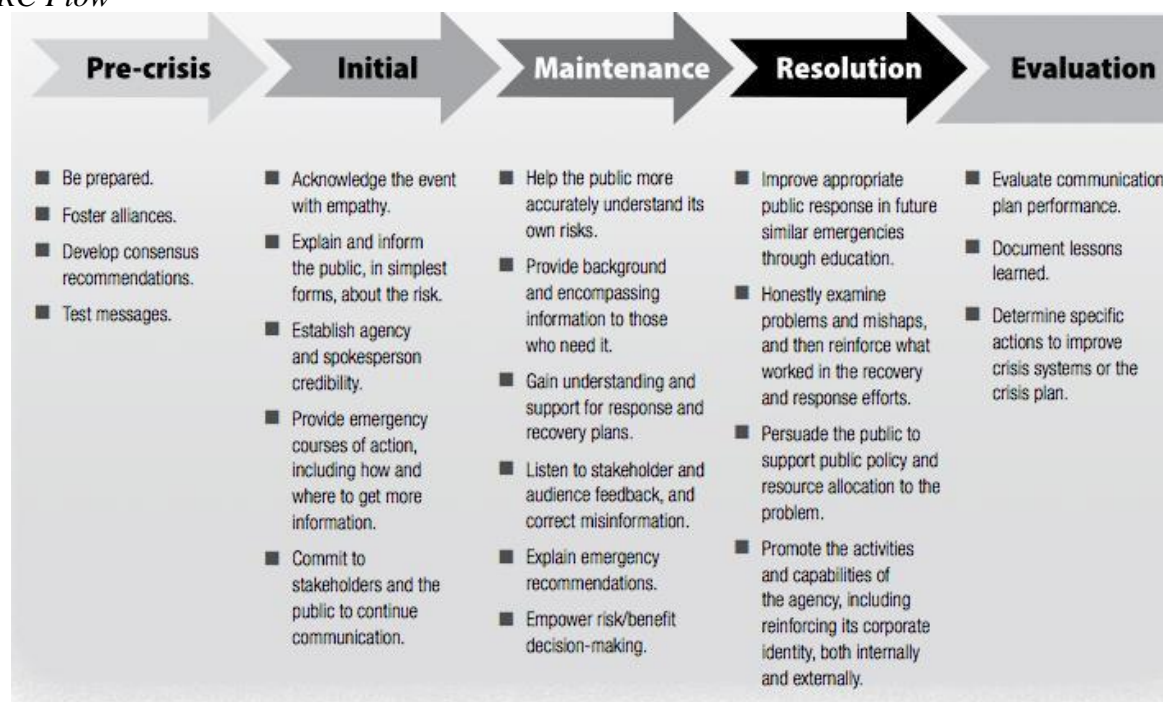 RC Flow
Pre-crisis
Initial
Maintenance
Resolution
Evaluation
Be prepared.
Foster alliances.
Develop consensus
recommendations.
Test messages.
Acknowledge the event
with empathy.
Explain and inform
the public, in simplest
forms, about the risk.
Establish agency
and spokesperson
credibility.
Provide emergency
courses of action,
including how and
where to get more
information.
Commit to
stakeholders and the
public to continue
communication.
Help the public more
accurately understand its
own risks.
Provide background
and encompassing
information to those
who need it.
Gain understanding and
support for response and
recovery plans.
Listen to stakeholder and
audience feedback, and
correct misinformation.
Explain emergency
recommendations.
Empower risk/benefit
decision-making.
Improve appropriate
public response in future
similar emergencies
through education.
Honestly examine
problems and mishaps,
and then reinforce what
worked in the recovery
and response efforts.
Persuade the public to
support public policy and
resource allocation to the
problem.
Promote the activities
and capabilities of
the agency, including
reinforcing its corporate
identity, both internally
and externally.
Evaluate communication
plan performance.
Document lessons
learned.
Determine specific
actions to improve
crisis systems or the
crisis plan.